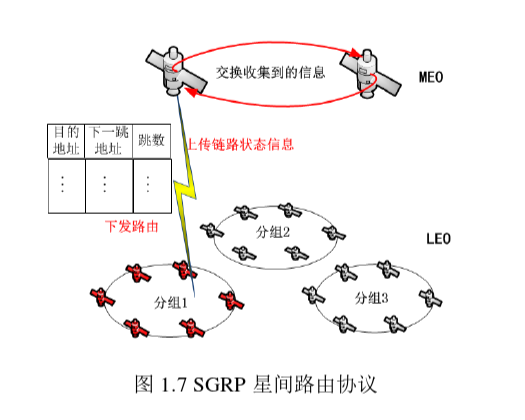 交换收集到的信息
MEO
目的地址
下一跳地址
跳数
⋮
⋮
⋮
上传链路状态信息
下发路由
分组2
LEO
分组1
分组3
图 1.7 SGRP 星间路由协议